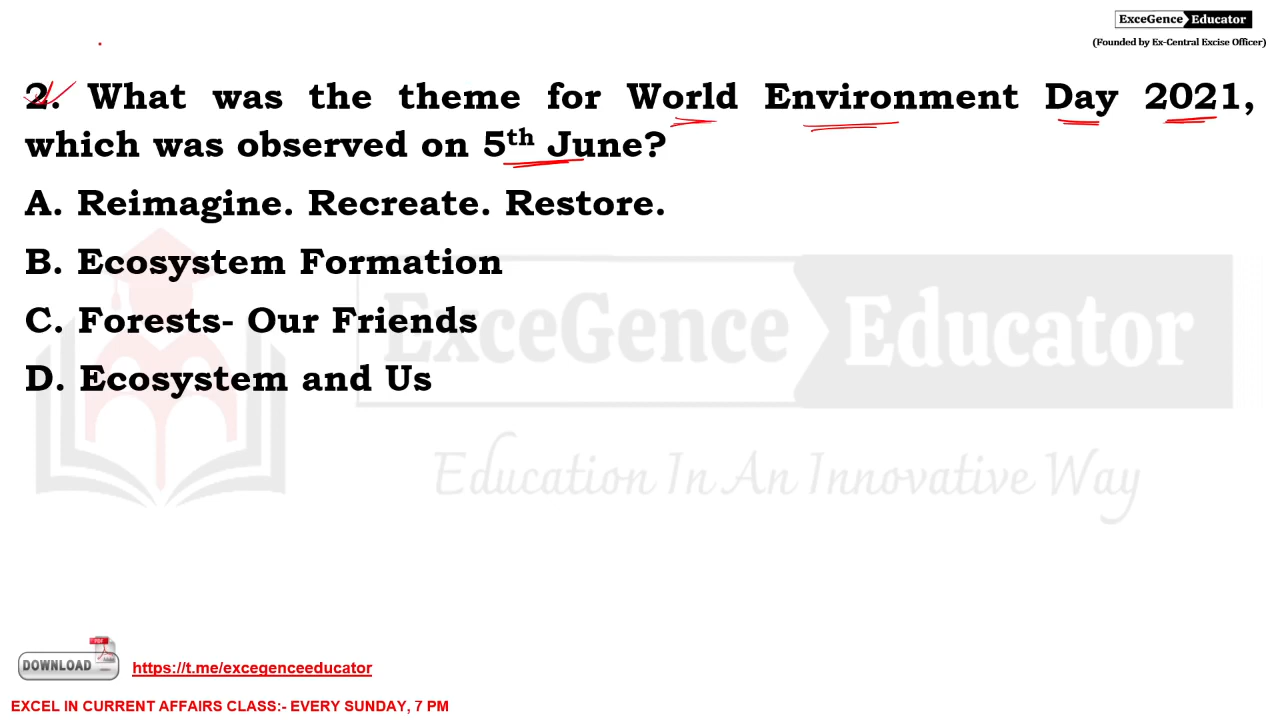 ExceGence Educator
(Founded by Ex-Central Excise Officer)
2. What was the theme for World Environment Day 2021,
which was observed on 5th June?
A. Reimagine. Recreate. Restore.
B. Ecosystem Formation
C. Forests- Our Friends
D. Ecosystem and Us
ExceGence Educator
Education In An Innovative Way
PDF
DOWNLOAD
https://t.me/excegenceeducator
EXCEL IN CURRENT AFFAIRS CLASS:- EVERY SUNDAY, 7 PM